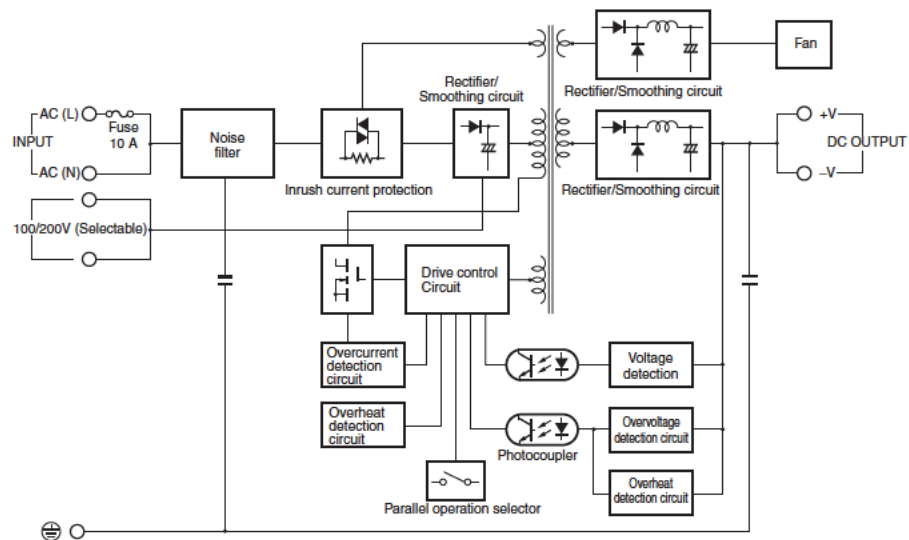 Rectifier/Smoothing circuit
Fan
INPUT
AC (L)
Fuse
10 A
AC (N)
100/200V (Selectable)
Noise
filter
Inrush current protection
Rectifier/
Smoothing circuit
Rectifier/Smoothing circuit
+V
DC OUTPUT
–V
Drive control
Circuit
Overcurrent
detection
circuit
Overheat
detection
circuit
Parallel operation selector
Photocoupler
Voltage
detection
Overvoltage
detection circuit
Overheat
detection circuit